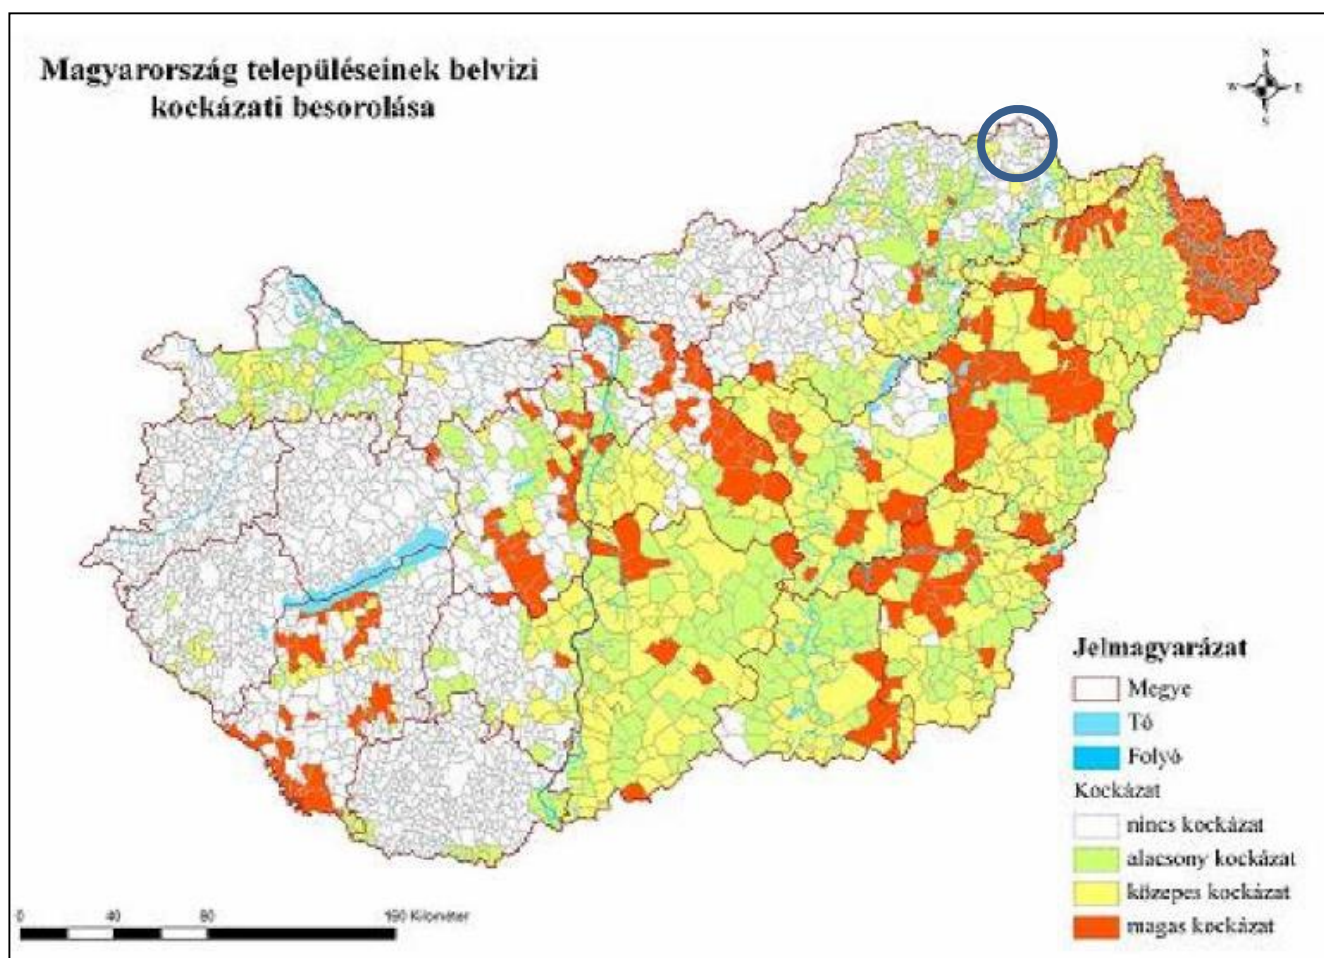 Magyarország településeinek belvizi
kockázati besorolása
N
W E
S
Jelmagyarázat
Megye
Tó
Folyó
Kockázat
nincs kockázat
alacsony kockázat
közepes kockázat
magas kockázat
0 40 80 160 Kilométer